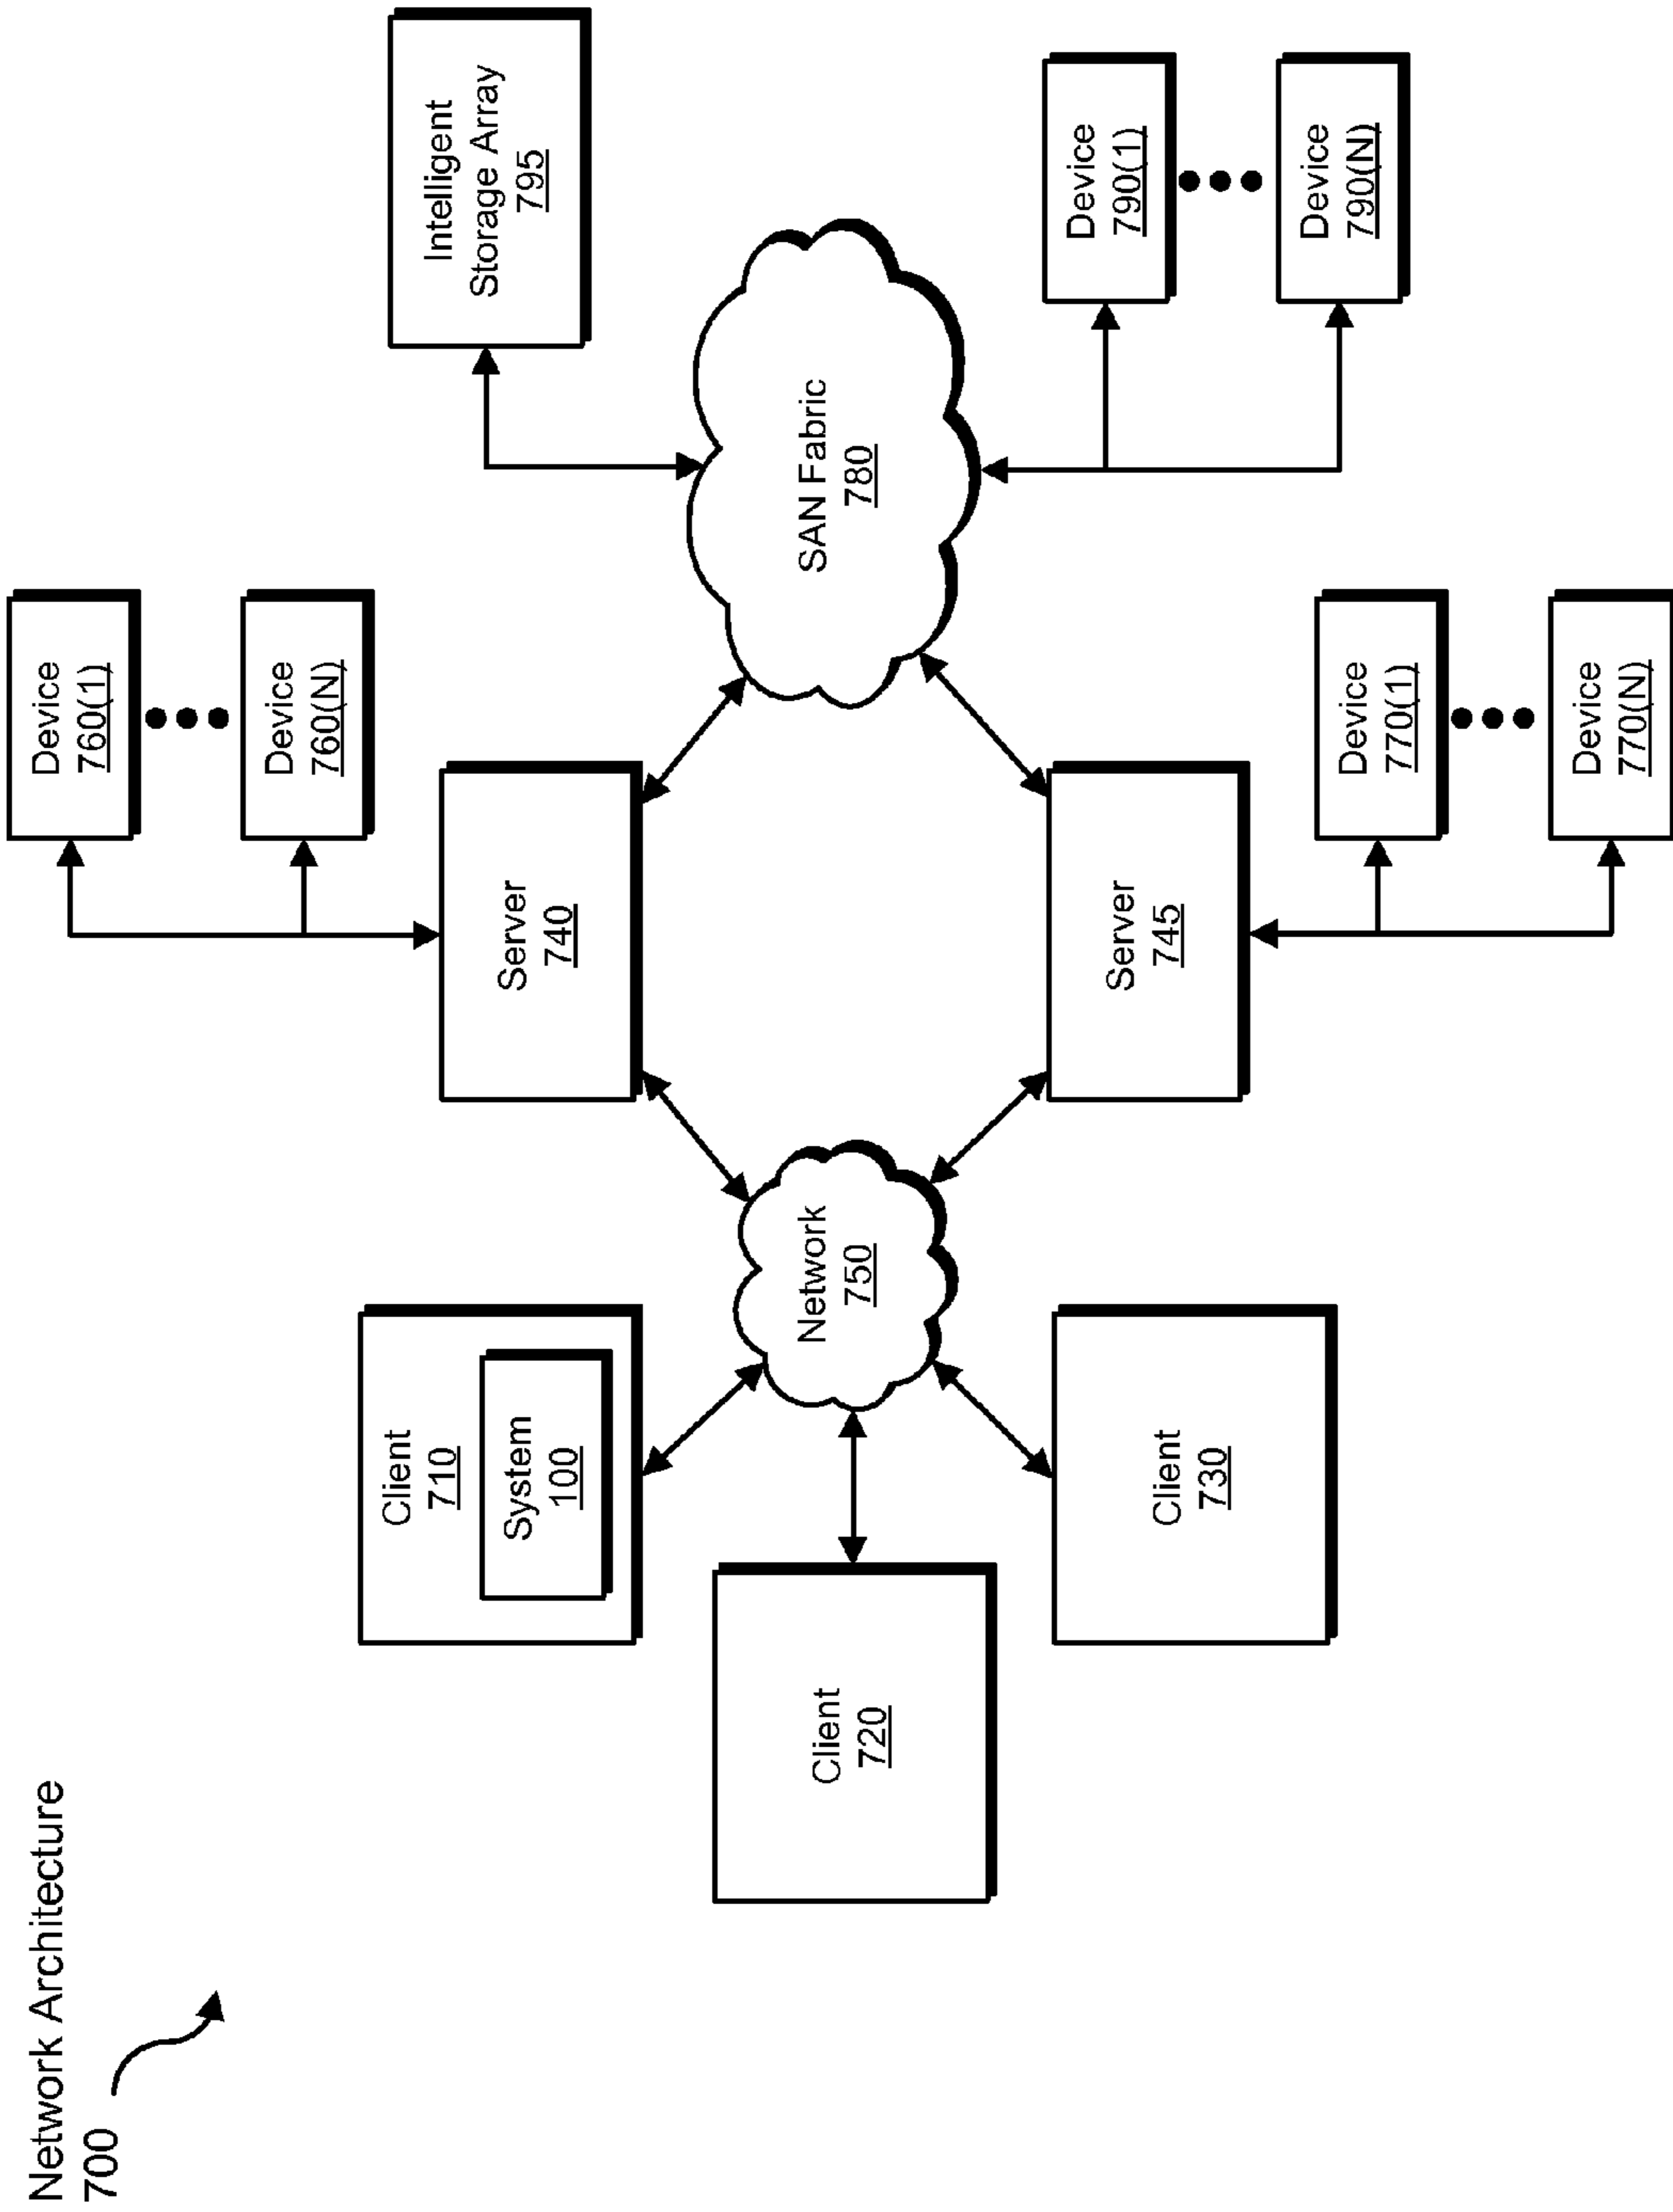 Network Architecture
700
Client
710
System
100
Client
720
Client
730
Network
750
Server
740
Server
745
Device
760(1)
Device
760(N)
Device
770(1)
Device
770(N)
SAN Fabric
780
Intelligent
Storage Array
795
Device
790(1)
Device
790(N)